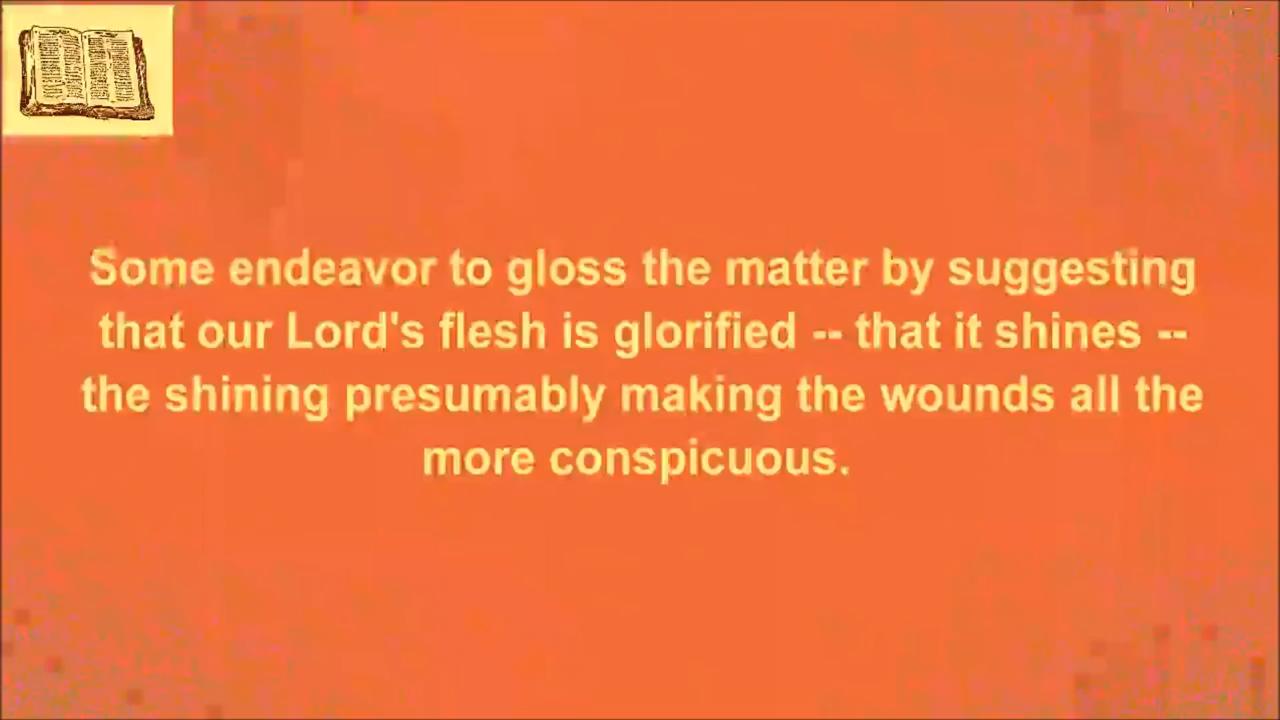 Some endeavor to gloss the matter by suggesting
that our Lord's flesh is glorified -- that it shines --
the shining presumably making the wounds all the
more conspicuous.